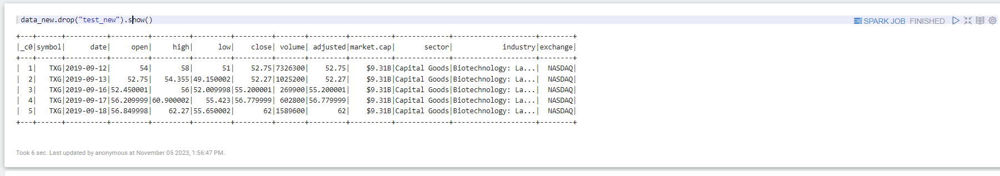 data_new.drop("test_new").show()
SPARK JOB FINISHED
+---+------+----------+---------+---------+---------+---------+-------+---------+----------+-------------+--------------------+--------+
|_c0|symbol|      date|     open|     high|      low|    close| volume| adjusted|market.cap|       sector|            industry|exchange|
+---+------+----------+---------+---------+---------+---------+-------+---------+----------+-------------+--------------------+--------+
|  1|   TXG|2019-09-12|       54|       58|       51|    52.75|7326300|    52.75|    $9.31B|Capital Goods|Biotechnology: La...|  NASDAQ|
|  2|   TXG|2019-09-13|    52.75|   54.355|49.150002|    52.27|1025200|    52.27|    $9.31B|Capital Goods|Biotechnology: La...|  NASDAQ|
|  3|   TXG|2019-09-16|52.450001|       56|52.009998|55.200001| 269900|55.200001|    $9.31B|Capital Goods|Biotechnology: La...|  NASDAQ|
|  4|   TXG|2019-09-17|56.209999|60.900002|   55.423|56.779999| 602800|56.779999|    $9.31B|Capital Goods|Biotechnology: La...|  NASDAQ|
|  5|   TXG|2019-09-18|56.849998|    62.27|55.650002|       62|1589600|       62|    $9.31B|Capital Goods|Biotechnology: La...|  NASDAQ|
+---+------+----------+---------+---------+---------+---------+-------+---------+----------+-------------+--------------------+--------+
Took 6 sec. Last updated by anonymous at November 05 2023, 1:56:47 PM.